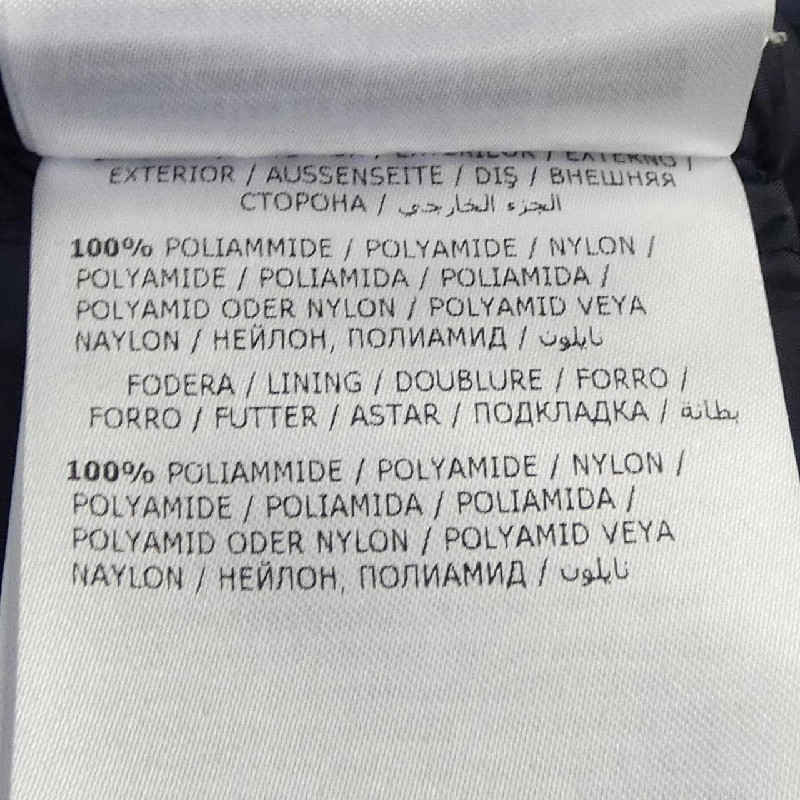 EXTERIOR / AUSSENSEITE / DIŞ / ВНЕШНЯЯ
СТОРОНА / الجزء الخارجي
100% POLIAMMIDE / POLYAMIDE / NYLON /
POLYAMIDE / POLIAMIDA / POLIAMIDA /
POLYAMID ODER NYLON / POLYAMID VEYA
NAYLON / НЕЙЛОН, ПОЛИАМИД / نايلون
FODERA / LINING / DOUBLURE / FORRO /
FORRO / FUTTER / ASTAR / ПОДКЛАДКА / بطانة
100% POLIAMMIDE / POLYAMIDE / NYLON /
POLYAMIDE / POLIAMIDA / POLIAMIDA /
POLYAMID ODER NYLON / POLYAMID VEYA
NAYLON / НЕЙЛОН, ПОЛИАМИД / نايلون